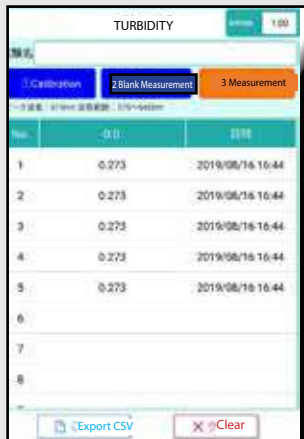 TURBIDITY
1.00
1 Calibration
2 Blank Measurement
3 Measurement
No. O.D. 日時
1 0.273 2019/08/16 16:44
2 0.273 2019/08/16 16:44
3 0.273 2019/08/16 16:44
4 0.273 2019/08/16 16:44
5 0.273 2019/08/16 16:44
6
7
8
Export CSV
Clear